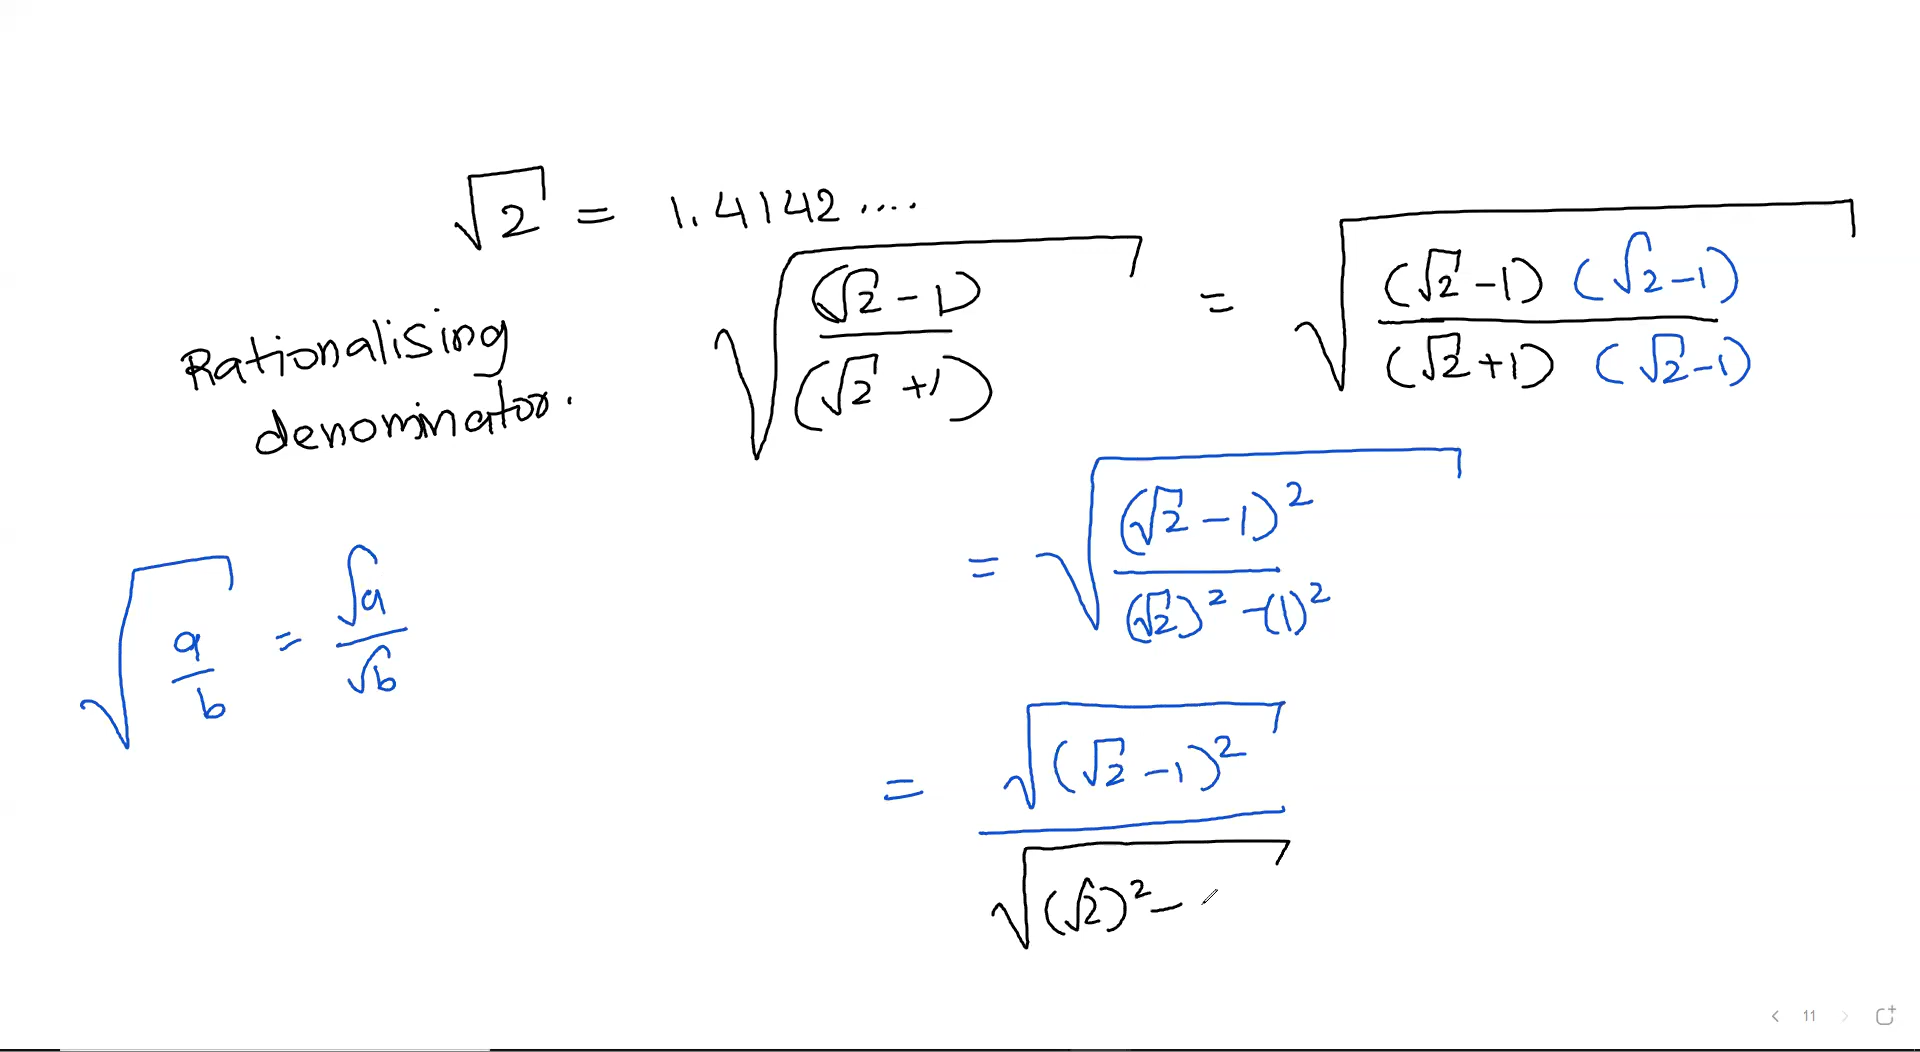 √2 = 1.4142....
Rationalising
denominator.
√((√2 - 1)/(√2 + 1)) = √((√2 - 1)(√2 - 1)/(√2 + 1)(√2 - 1))
= √((√2 - 1)²/(√2)² - (1)²)
√(a/b) = √a/√b
= √(√2 - 1)²/√(√2)² -
11